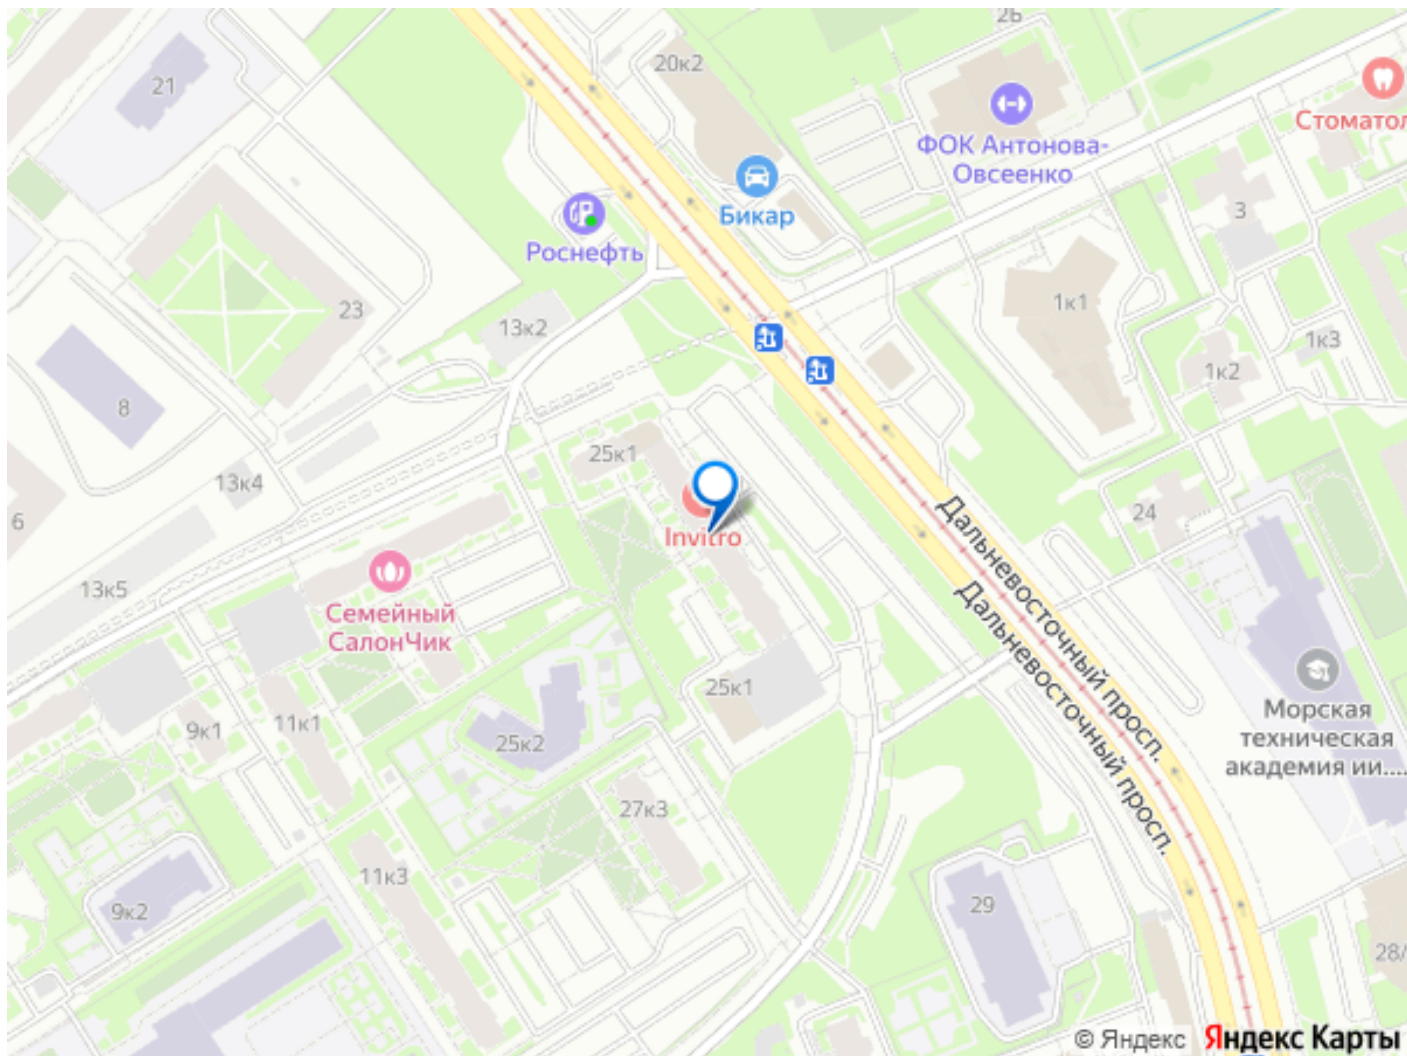 2Б
20к2
21
Стоматол
ФОК Антонова-
Овсеенко
Бикар
3
Роснефть
1к1
23
13к2
1к3
1к2
8
25к1
13к4
6
24
Invitro
Дальневосточный просп.
13к5
Семейный
СалонЧик
Дальневосточный просп.
25к1
Морская
техническая
академия ии....
9к1
11к1
25к2
27к3
11к3
9к2
29
28/
© Яндекс Яндекс Карты